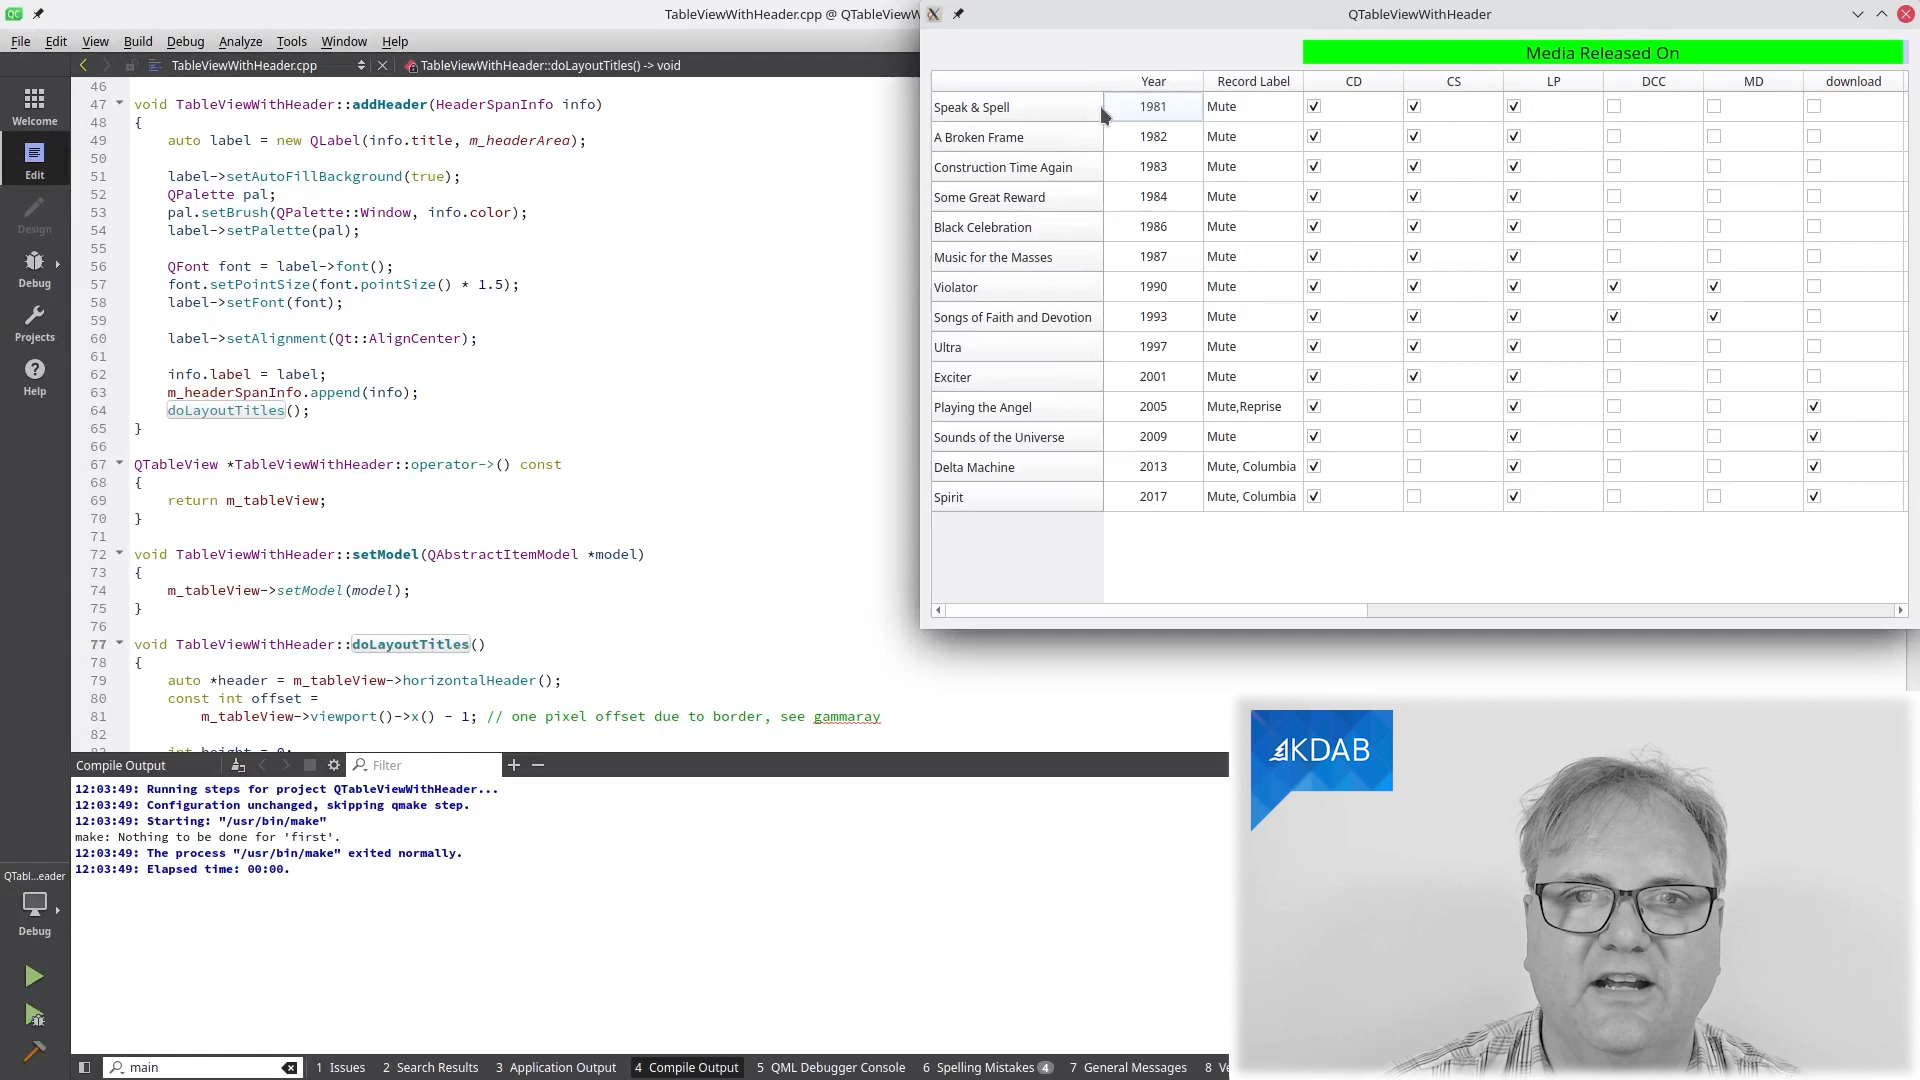 TableViewWithHeader.cpp @ QTableViewW
File Edit View Build Debug Analyze Tools Window Help
TableViewWithHeader.cpp
TableViewWithHeader::doLayoutTitles() -> void
Welcome
Edit
Design
Debug
Projects
Help
QTabl...eader
Debug
46
47 void TableViewWithHeader::addHeader(HeaderSpanInfo info)
48 {
49 auto label = new QLabel(info.title, m_headerArea);
50
51 label->setAutoFillBackground(true);
52 QPalette pal;
53 pal.setBrush(QPalette::Window, info.color);
54 label->setPalette(pal);
55
56 QFont font = label->font();
57 font.setPointSize(font.pointSize() * 1.5);
58 label->setFont(font);
59
60 label->setAlignment(Qt::AlignCenter);
61
62 info.label = label;
63 m_headerSpanInfo.append(info);
64 doLayoutTitles();
65 }
66
67 QTableView *TableViewWithHeader::operator->() const
68 {
69 return m_tableView;
70 }
71
72 void TableViewWithHeader::setModel(QAbstractItemModel *model)
73 {
74 m_tableView->setModel(model);
75 }
76
77 void TableViewWithHeader::doLayoutTitles()
78 {
79 auto *header = m_tableView->horizontalHeader();
80 const int offset =
81 m_tableView->viewport()->x() - 1; // one pixel offset due to border, see gammaray
82
83 int height = 0;
QTableViewWithHeader
Media Released On
Year Record Label CD CS LP DCC MD download
Speak & Spell 1981 Mute
A Broken Frame 1982 Mute
Construction Time Again 1983 Mute
Some Great Reward 1984 Mute
Black Celebration 1986 Mute
Music for the Masses 1987 Mute
Violator 1990 Mute
Songs of Faith and Devotion 1993 Mute
Ultra 1997 Mute
Exciter 2001 Mute
Playing the Angel 2005 Mute,Reprise
Sounds of the Universe 2009 Mute
Delta Machine 2013 Mute, Columbia
Spirit 2017 Mute, Columbia
Compile Output
Filter
12:03:49: Running steps for project QTableViewWithHeader...
12:03:49: Configuration unchanged, skipping qmake step.
12:03:49: Starting: "/usr/bin/make"
make: Nothing to be done for 'first'.
12:03:49: The process "/usr/bin/make" exited normally.
12:03:49: Elapsed time: 00:00.
KDAB
main
1 Issues 2 Search Results 3 Application Output 4 Compile Output 5 QML Debugger Console 6 Spelling Mistakes 4 7 General Messages 8 Ve